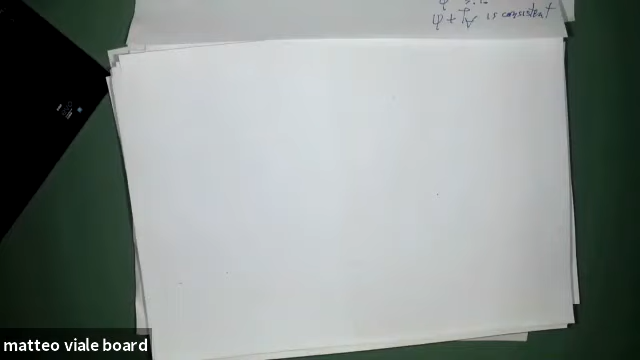 ψ + T∀ is consistent
matteo viale board